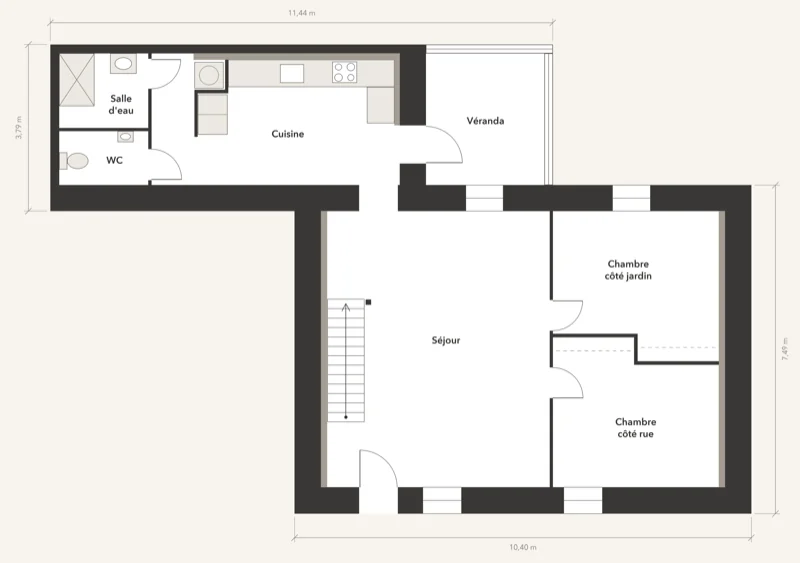 11,44 m
3,79 m
Salle
d'eau
WC
Cuisine
Véranda
Séjour
Chambre
côté jardin
Chambre
côté rue
7,49 m
10,40 m